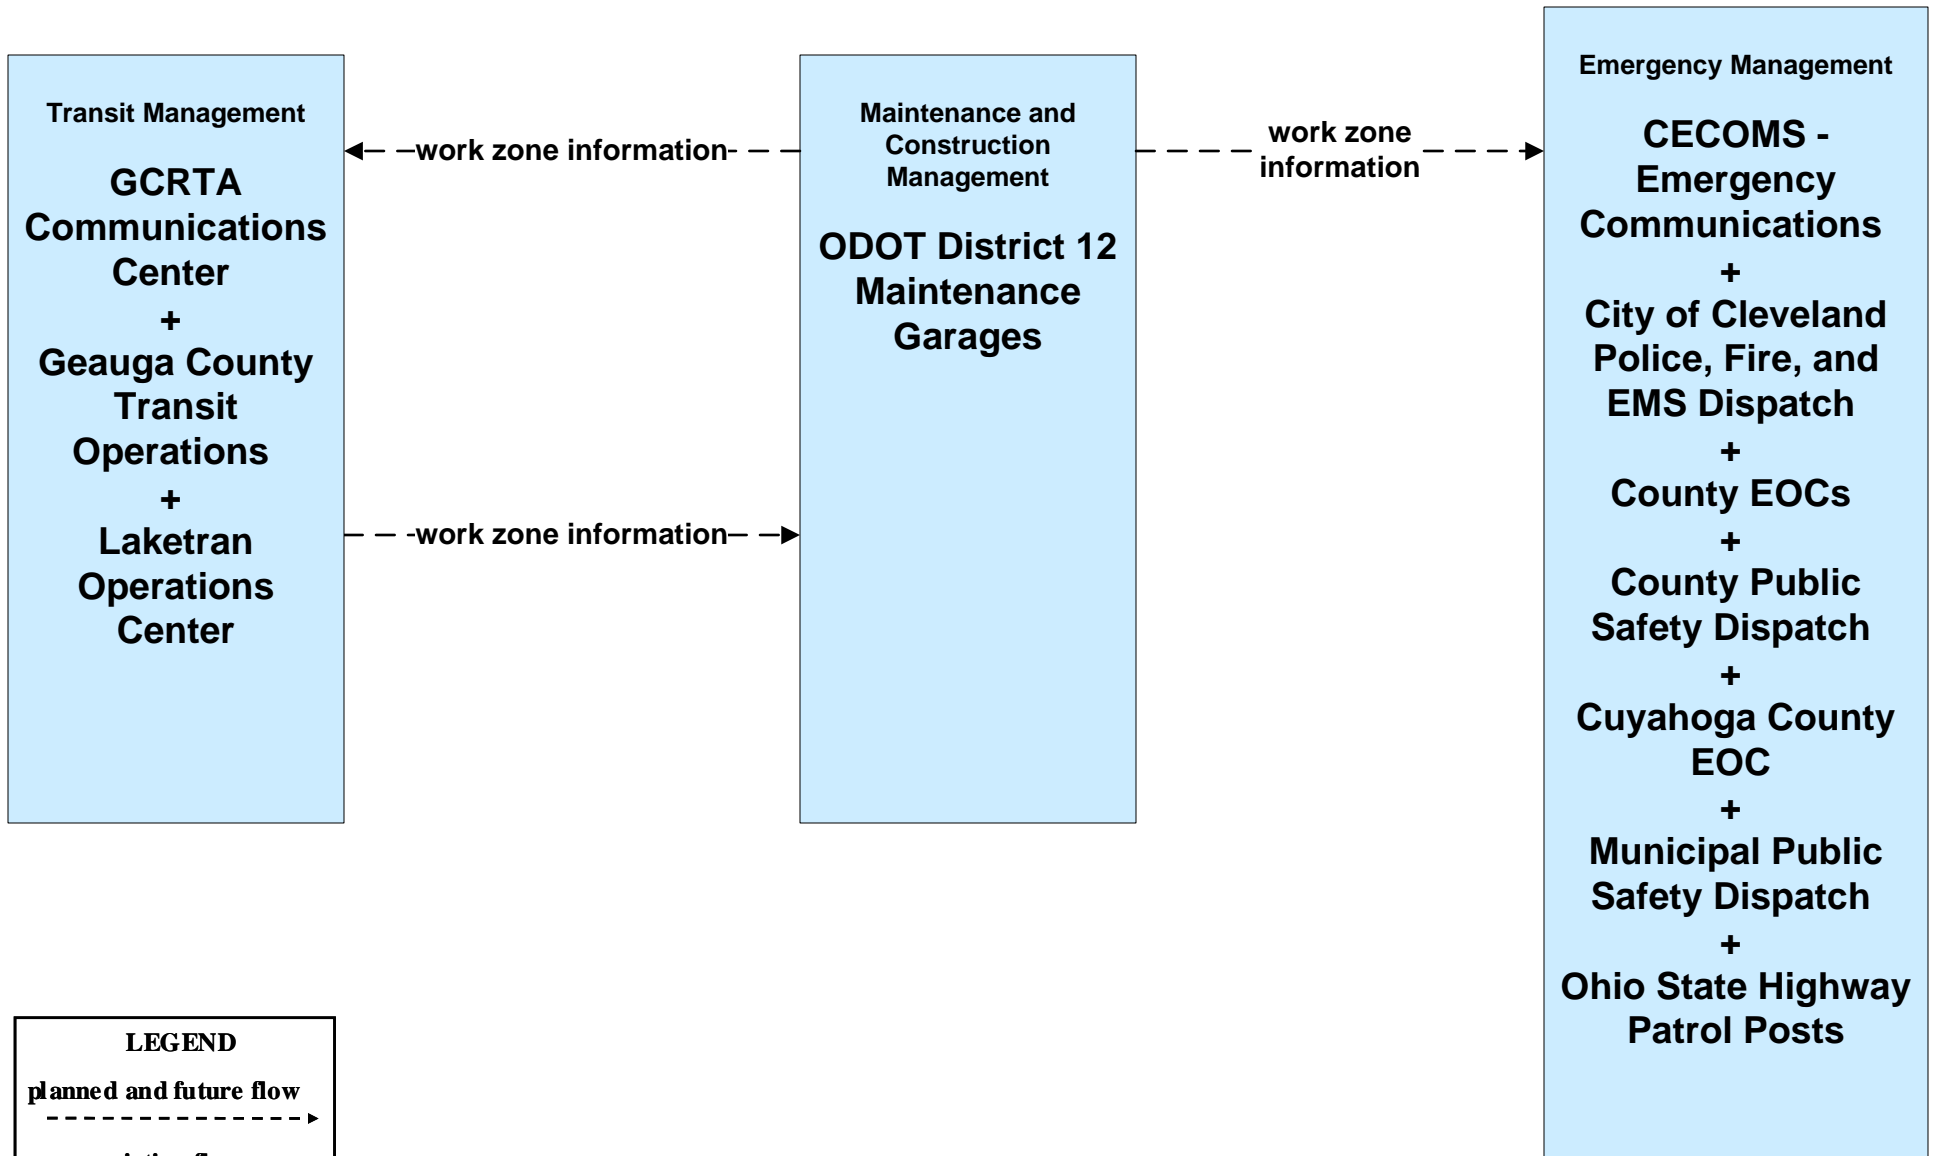 Transit Management
GCRTA
Communications
Center
+
Geauga County
Transit
Operations
+
Laketran
Operations
Center
work zone information
work zone information
Maintenance and
Construction
Management
ODOT District 12
Maintenance
Garages
work zone
information
Emergency Management
CECOMS -
Emergency
Communications
+
City of Cleveland
Police, Fire, and
EMS Dispatch
+
County EOCs
+
County Public
Safety Dispatch
+
Cuyahoga County
EOC
+
Municipal Public
Safety Dispatch
+
Ohio State Highway
Patrol Posts
LEGEND
planned and future flow